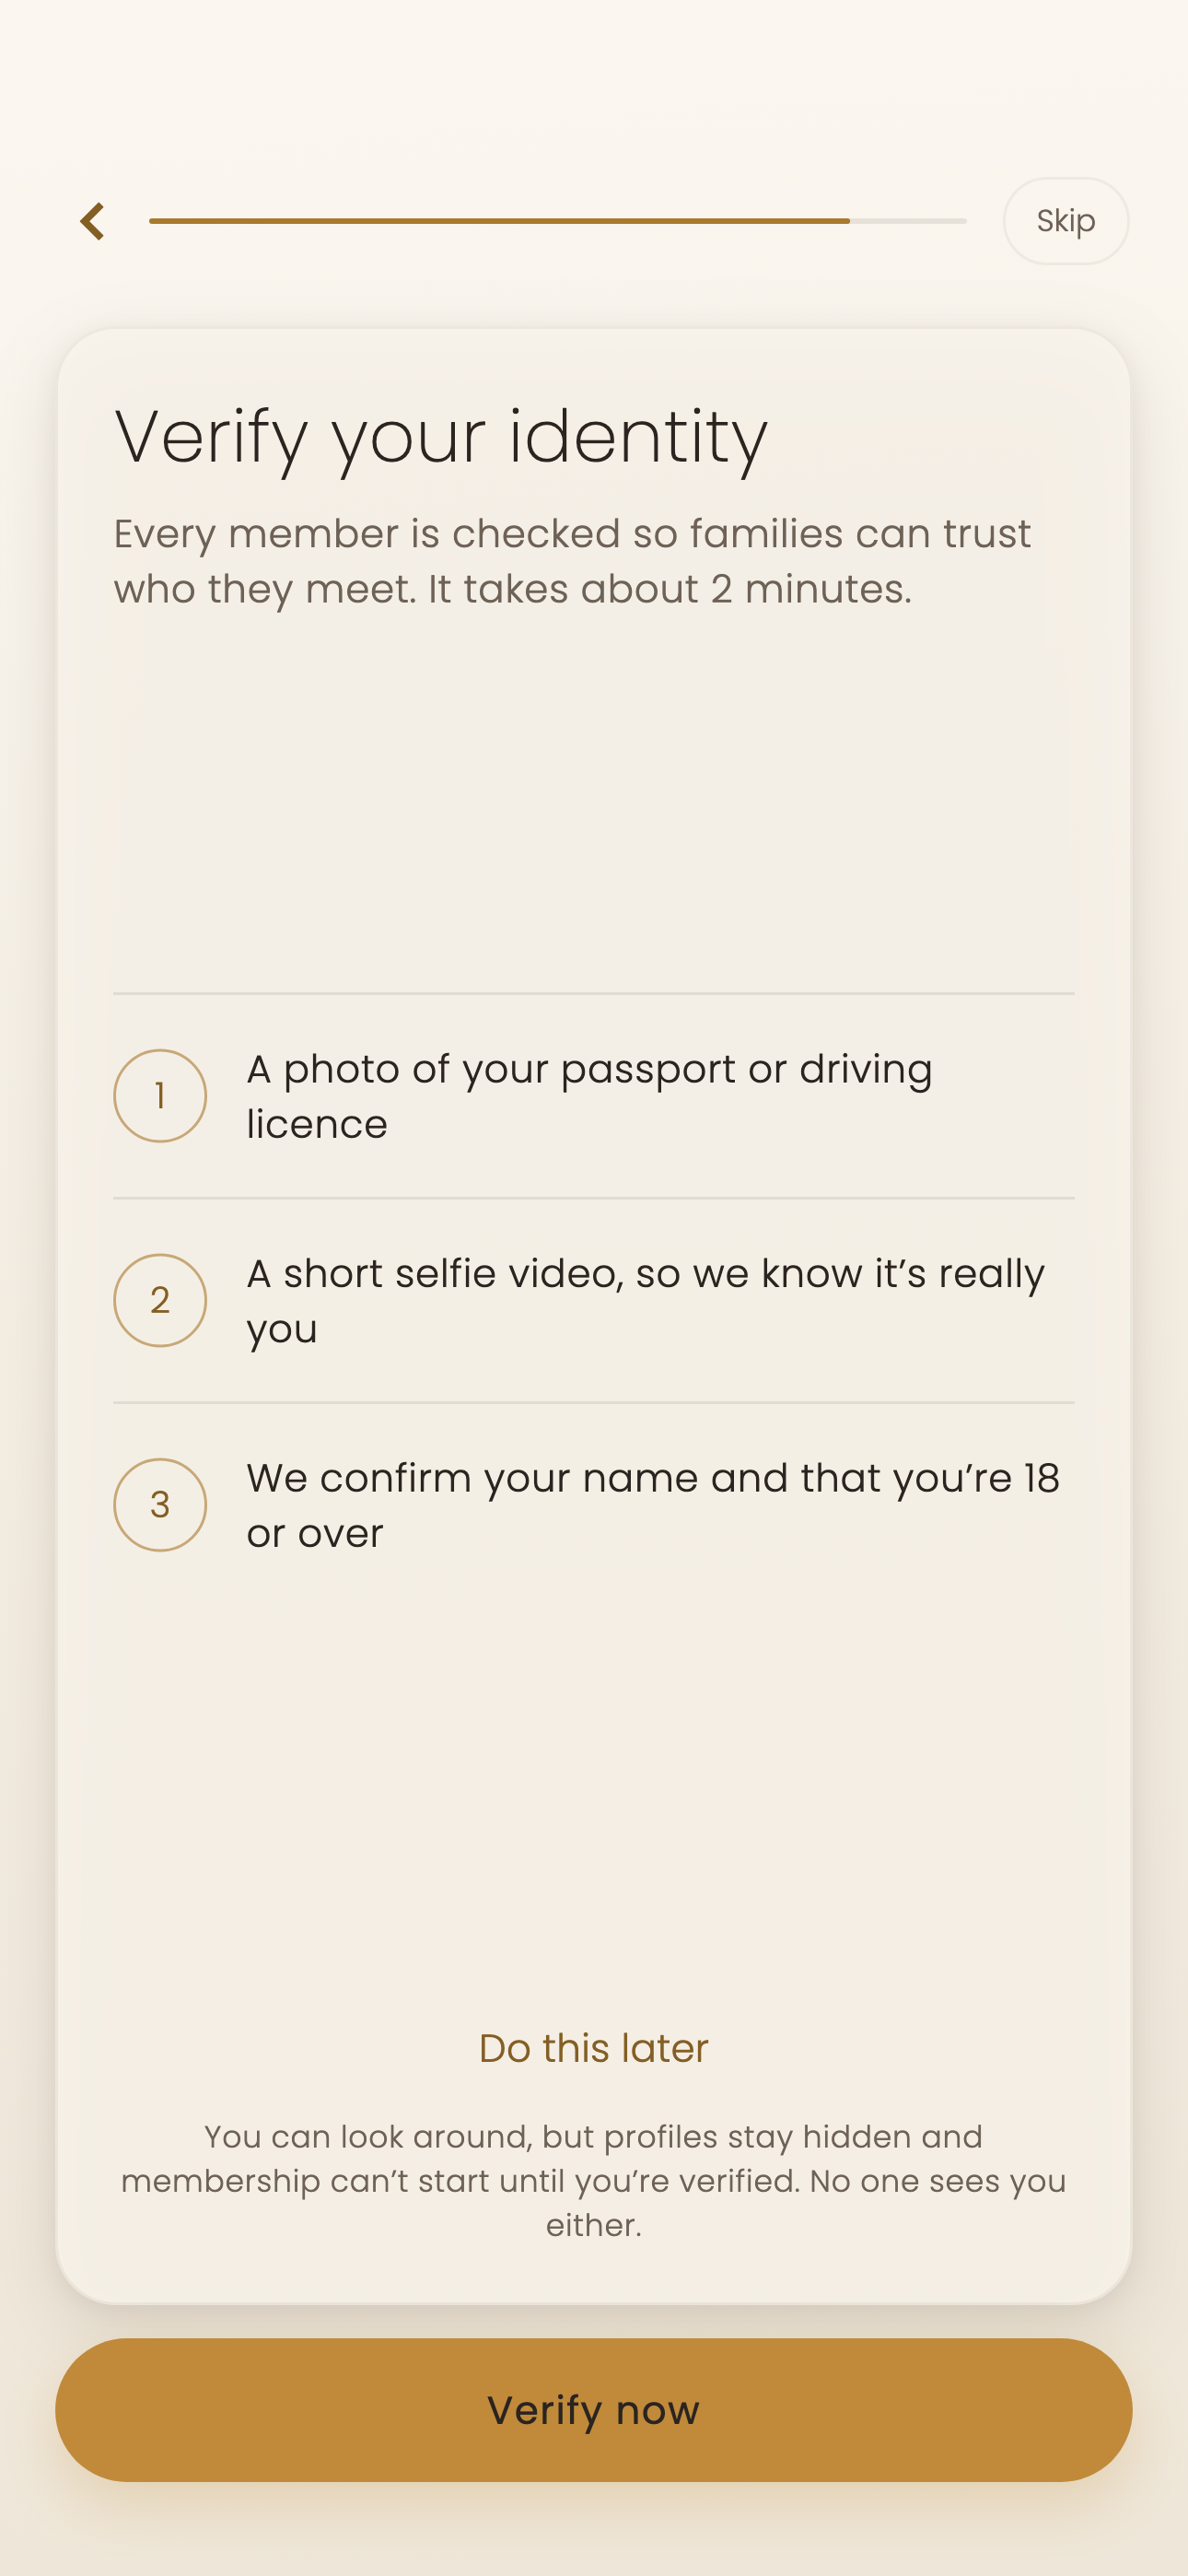 Skip
Verify your identity
Every member is checked so families can trust
who they meet. It takes about 2 minutes.
1
A photo of your passport or driving
licence
2
A short selfie video, so we know it’s really
you
3
We confirm your name and that you’re 18
or over
Do this later
You can look around, but profiles stay hidden and
membership can’t start until you’re verified. No one sees you
either.
Verify now